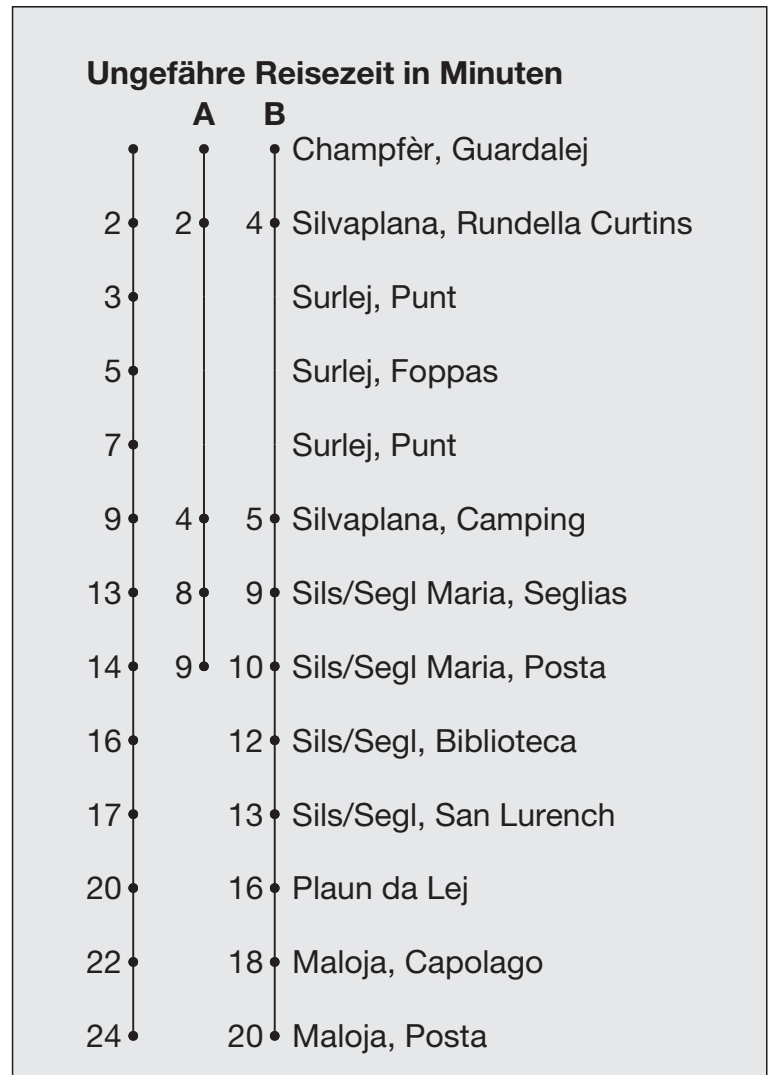 Ungefähre Reisezeit in Minuten
A B
Champfèr, Guardalej
2 2 4 Silvaplana, Rundella Curtins
3 Surlej, Punt
5 Surlej, Foppas
7 Surlej, Punt
9 4 5 Silvaplana, Camping
13 8 9 Sils/Segl Maria, Seglias
14 9 10 Sils/Segl Maria, Posta
16 12 Sils/Segl, Biblioteca
17 13 Sils/Segl, San Lurench
20 16 Plaun da Lej
22 18 Maloja, Capolago
24 20 Maloja, Posta